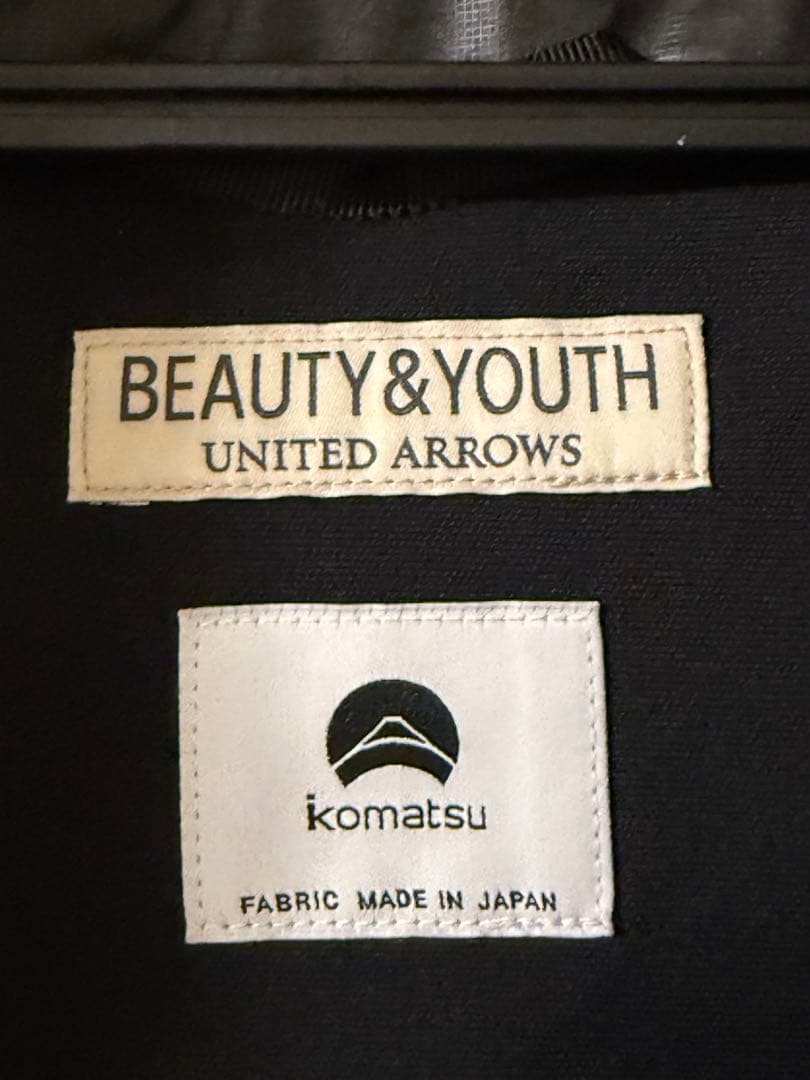 BEAUTY&YOUTH
UNITED ARROWS
komatsu
FABRIC MADE IN JAPAN